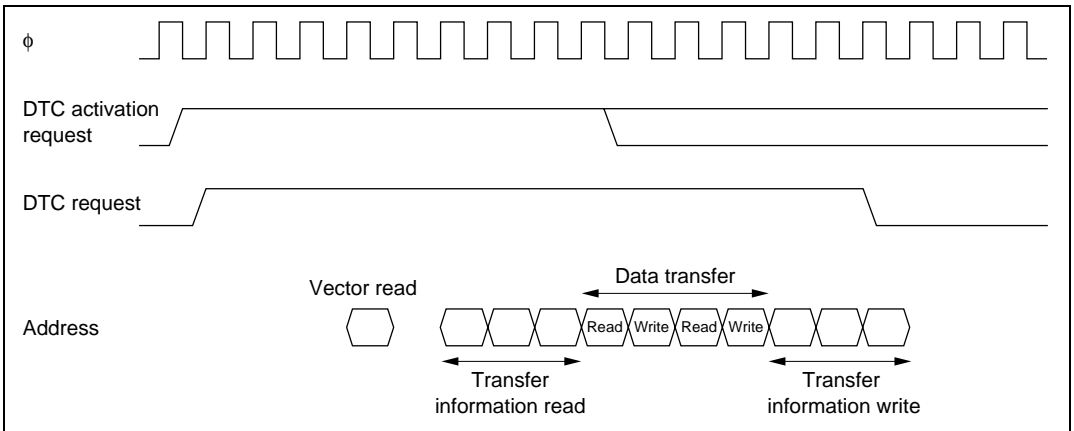 φ
DTC activation
request
DTC request
Data transfer
Vector read
Address
Read Write Read Write
Transfer
information read
Transfer
information write